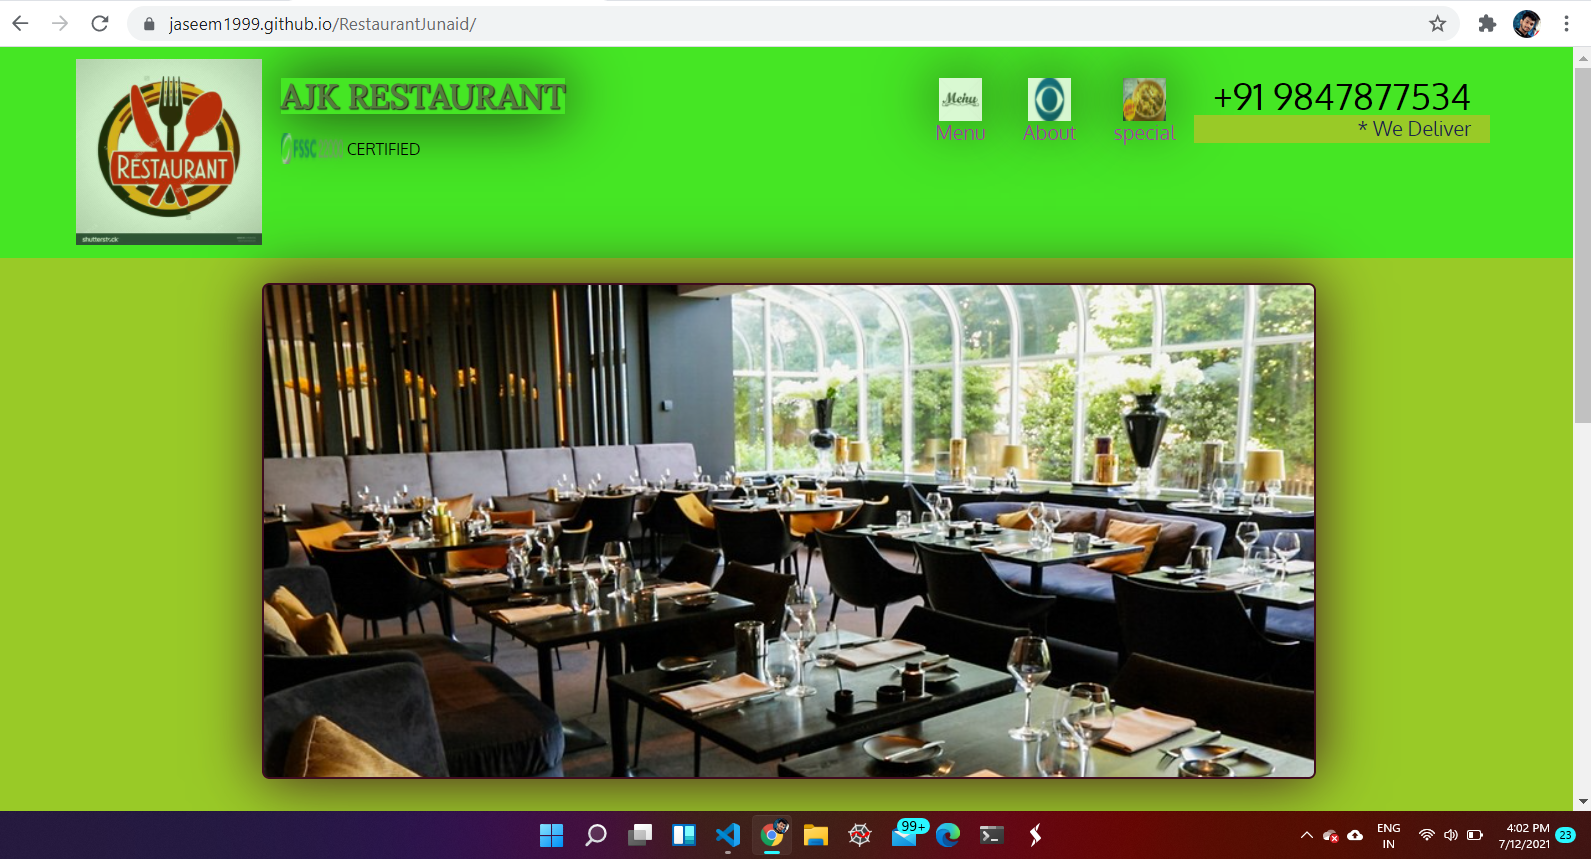 jaseem1999.github.io/RestaurantJunaid/
RESTAURANT
shutterstock
AJK RESTAURANT
FSSC
CERTIFIED
Menu
Menu
About
special
+91 9847877534
* We Deliver
99+
ENG
IN
4:02 PM
7/12/2021
23